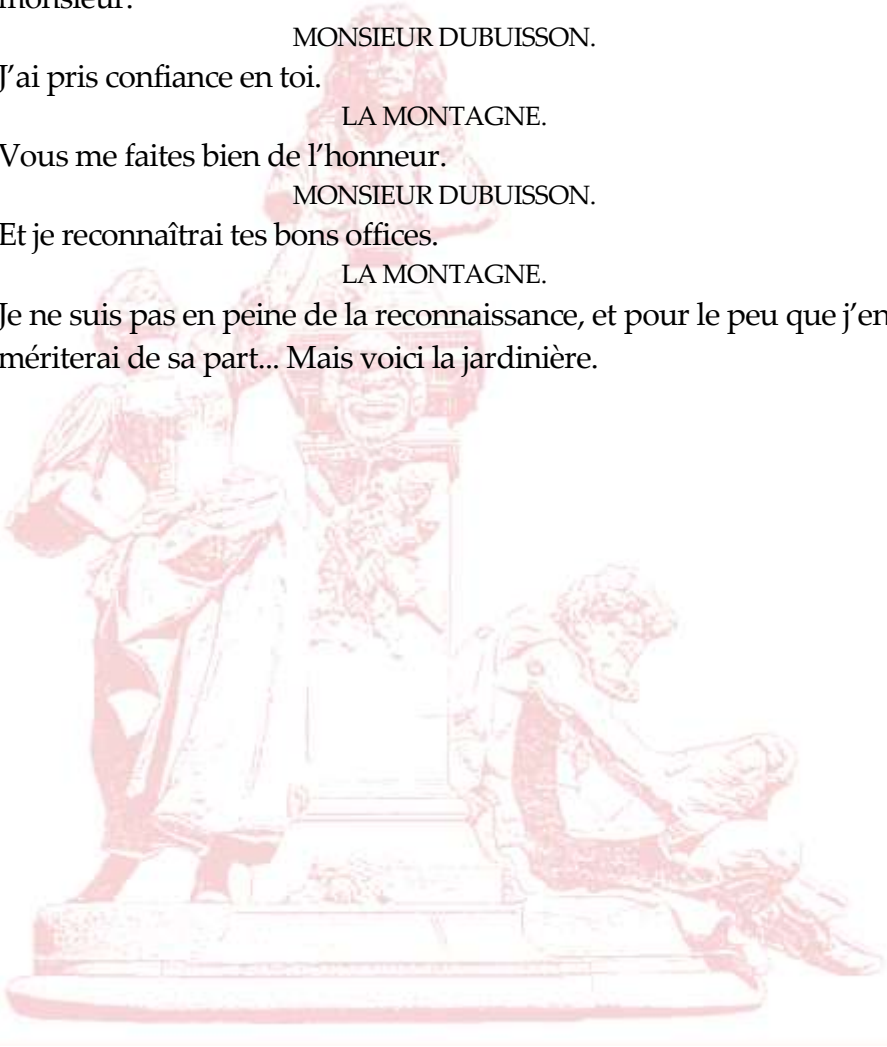 monsieur.
MONSIEUR DUBUISSON.
J’ai pris confiance en toi.
LA MONTAGNE.
Vous me faites bien de l’honneur.
MONSIEUR DUBUISSON.
Et je reconnaîtrai tes bons offices.
LA MONTAGNE.
Je ne suis pas en peine de la reconnaissance, et pour le peu que j’en
mériterai de sa part... Mais voici la jardinière.